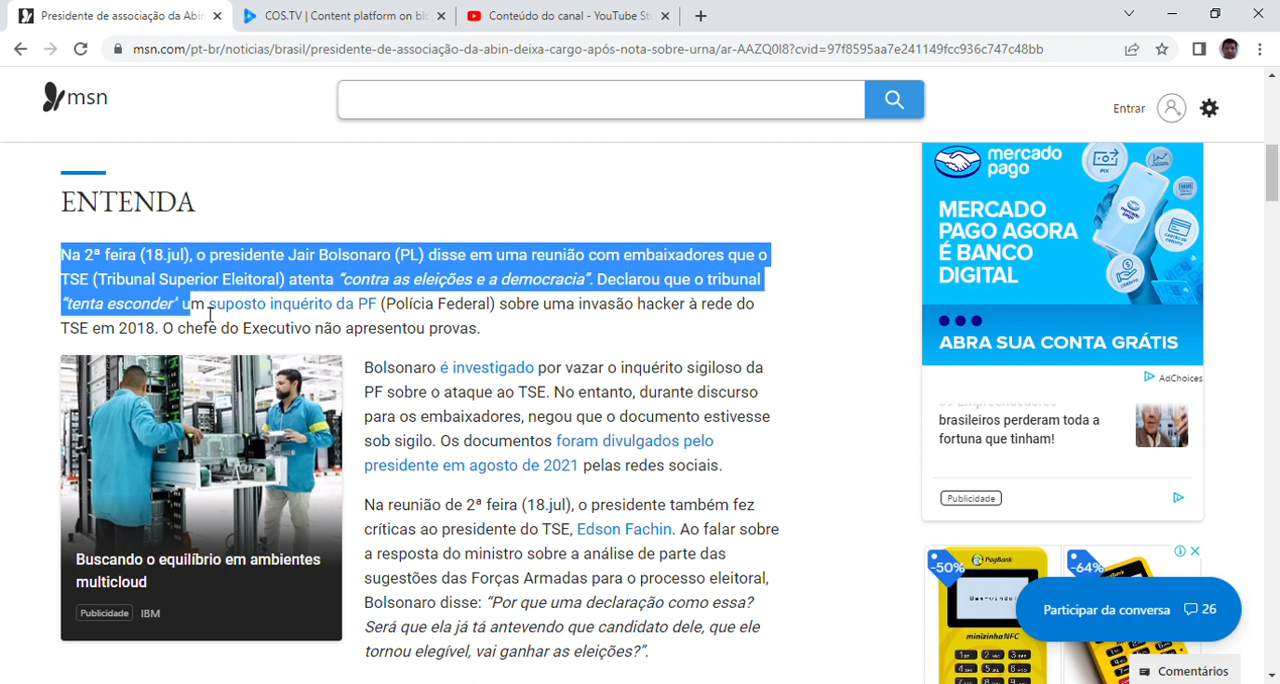 Presidente de associação da Abin
COS.TV | Content platform on blo
Conteúdo do canal - YouTube Stu
msn.com/pt-br/noticias/brasil/presidente-de-associação-da-abin-deixa-cargo-após-nota-sobre-urna/ar-AAZQ0I8?cvid=97f8595aa7e241149fcc936c747c48bb
msn
Entrar
ENTENDA
Na 2ª feira (18.jul), o presidente Jair Bolsonaro (PL) disse em uma reunião com embaixadores que o
TSE (Tribunal Superior Eleitoral) atenta “contra as eleições e a democracia”. Declarou que o tribunal
“tenta esconder” um suposto inquérito da PF (Polícia Federal) sobre uma invasão hacker à rede do
TSE em 2018. O chefe do Executivo não apresentou provas.
Buscando o equilíbrio em ambientes
multicloud
Publicidade IBM
Bolsonaro é investigado por vazar o inquérito sigiloso da
PF sobre o ataque ao TSE. No entanto, durante discurso
para os embaixadores, negou que o documento estivesse
sob sigilo. Os documentos foram divulgados pelo
presidente em agosto de 2021 pelas redes sociais.
Na reunião de 2ª feira (18.jul), o presidente também fez
críticas ao presidente do TSE, Edson Fachin. Ao falar sobre
a resposta do ministro sobre a análise de parte das
sugestões das Forças Armadas para o processo eleitoral,
Bolsonaro disse: “Por que uma declaração como essa?
Será que ela já tá antevendo que candidato dele, que ele
tornou elegível, vai ganhar as eleições?”.
mercado
pago
PIX
MERCADO
PAGO AGORA
É BANCO
DIGITAL
ABRA SUA CONTA GRÁTIS
AdChoices
brasileiros perderam toda a
fortuna que tinham!
Publicidade
-50%
PagBank
minizinha NFC
-64%
Participar da conversa 26
Comentários